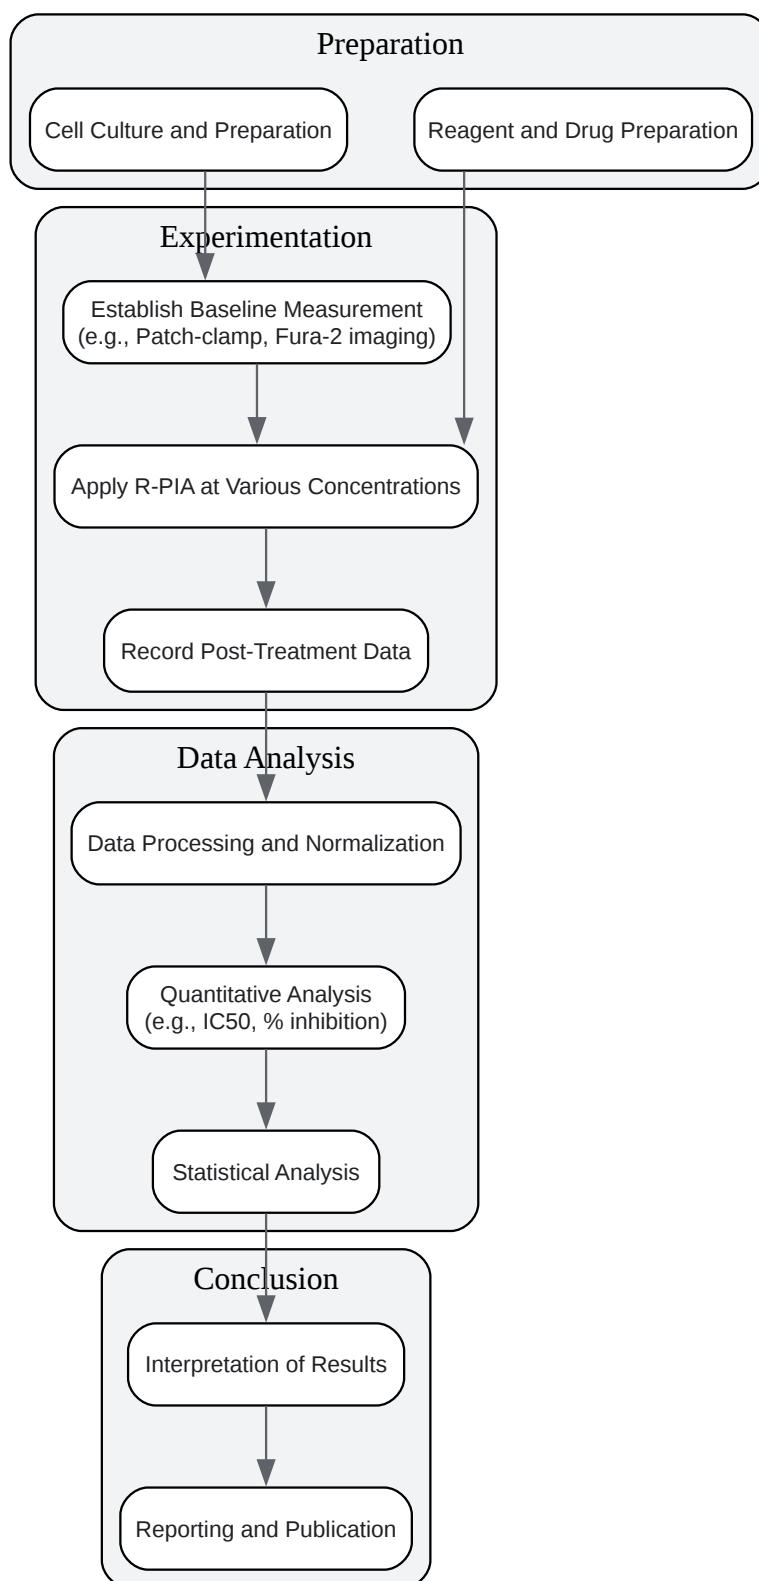 Preparation
Cell Culture and Preparation
Reagent and Drug Preparation
Experimentation
Establish Baseline Measurement
(e.g., Patch-clamp, Fura-2 imaging)
Apply R-PIA at Various Concentrations
Record Post-Treatment Data
Data Analysis
Data Processing and Normalization
Quantitative Analysis
(e.g., IC50, % inhibition)
Statistical Analysis
Conclusion
Interpretation of Results
Reporting and Publication